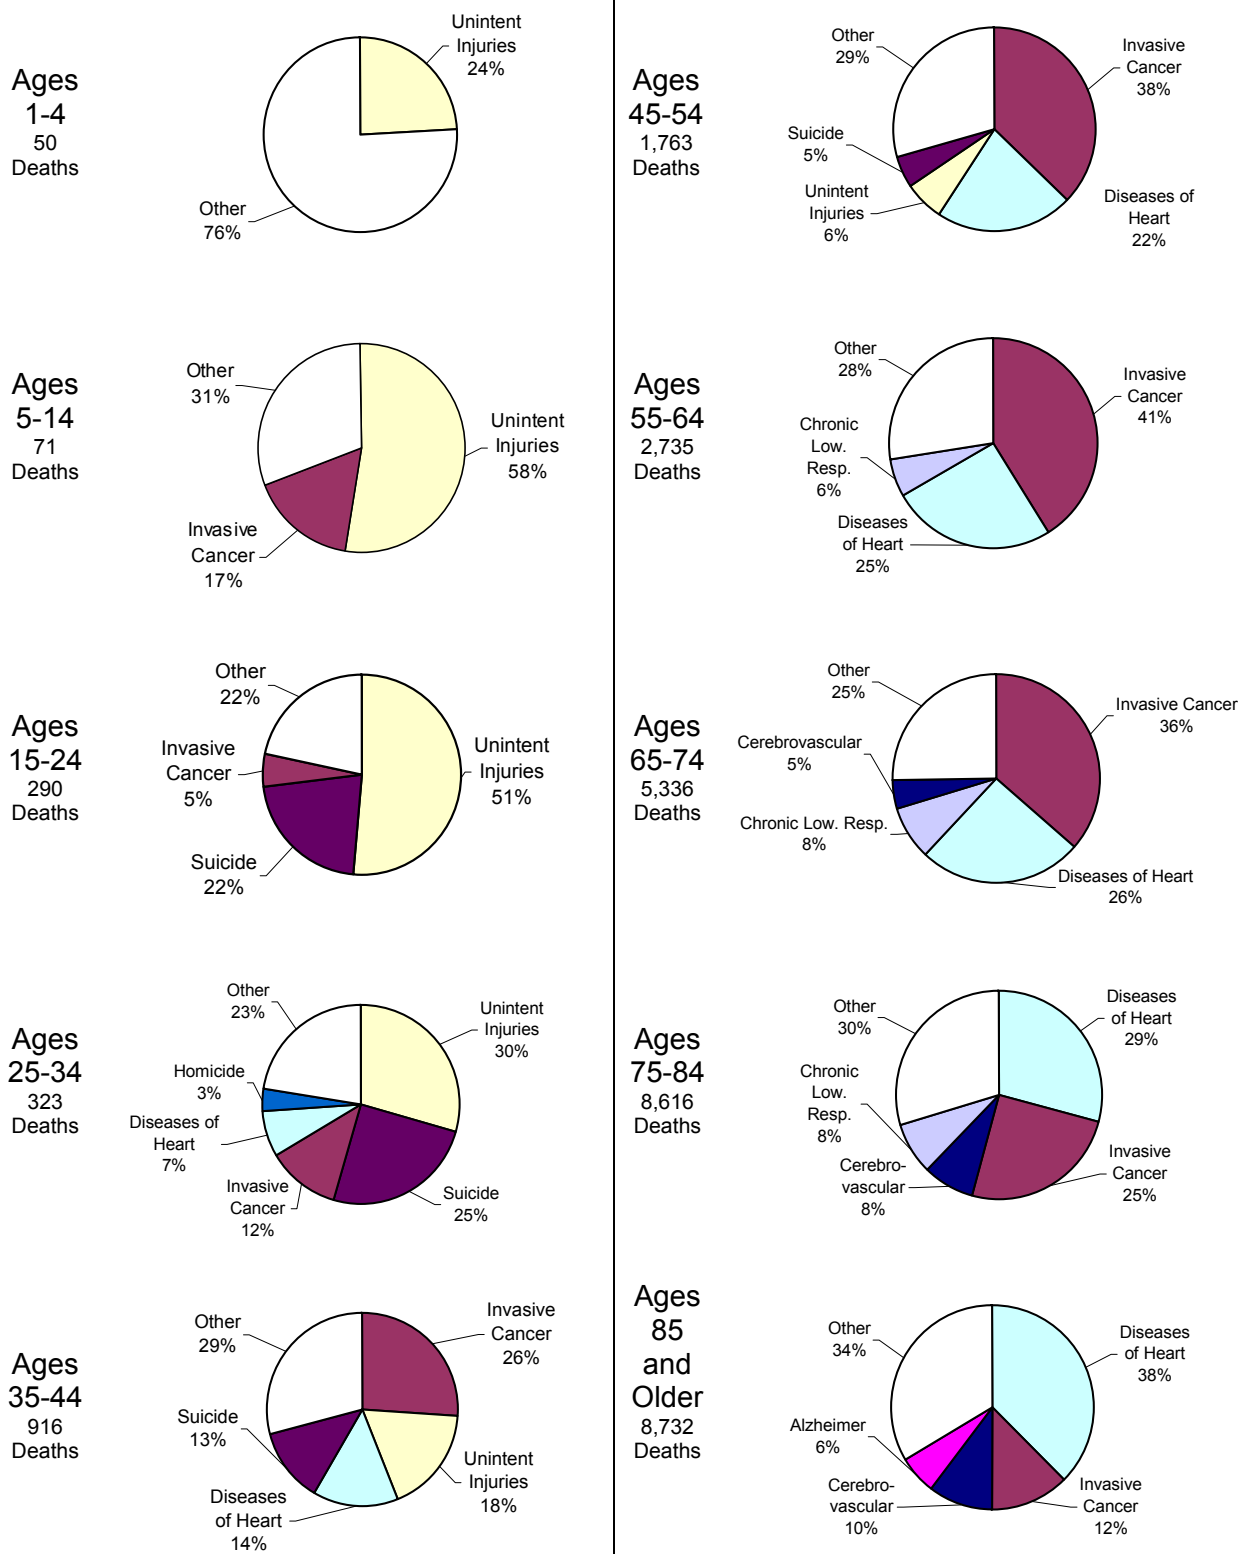 Ages
1-4
50
Deaths
Unintent
Injuries
24%
Other
76%
Ages
5-14
71
Deaths
Other
31%
Unintent
Injuries
58%
Invasive
Cancer
17%
Ages
15-24
290
Deaths
Other
22%
Invasive
Cancer
5%
Unintent
Injuries
51%
Suicide
22%
Ages
25-34
323
Deaths
Other
23%
Unintent
Injuries
30%
Homicide
3%
Diseases of
Heart
7%
Invasive
Cancer
12%
Suicide
25%
Ages
35-44
916
Deaths
Other
29%
Invasive
Cancer
26%
Suicide
13%
Unintent
Injuries
18%
Diseases
of Heart
14%
Ages
45-54
1,763
Deaths
Other
29%
Invasive
Cancer
38%
Suicide
5%
Unintent
Injuries
6%
Diseases of
Heart
22%
Ages
55-64
2,735
Deaths
Other
28%
Invasive
Cancer
41%
Chronic
Low.
Resp.
6%
Diseases
of Heart
25%
Ages
65-74
5,336
Deaths
Other
25%
Invasive Cancer
36%
Cerebrovascular
5%
Chronic Low. Resp.
8%
Diseases of Heart
26%
Ages
75-84
8,616
Deaths
Other
30%
Diseases
of Heart
29%
Chronic
Low.
Resp.
8%
Cerebro-
vascular
8%
Invasive
Cancer
25%
Ages
85
and
Older
8,732
Deaths
Other
34%
Diseases
of Heart
38%
Alzheimer
6%
Cerebro-
vascular
10%
Invasive
Cancer
12%